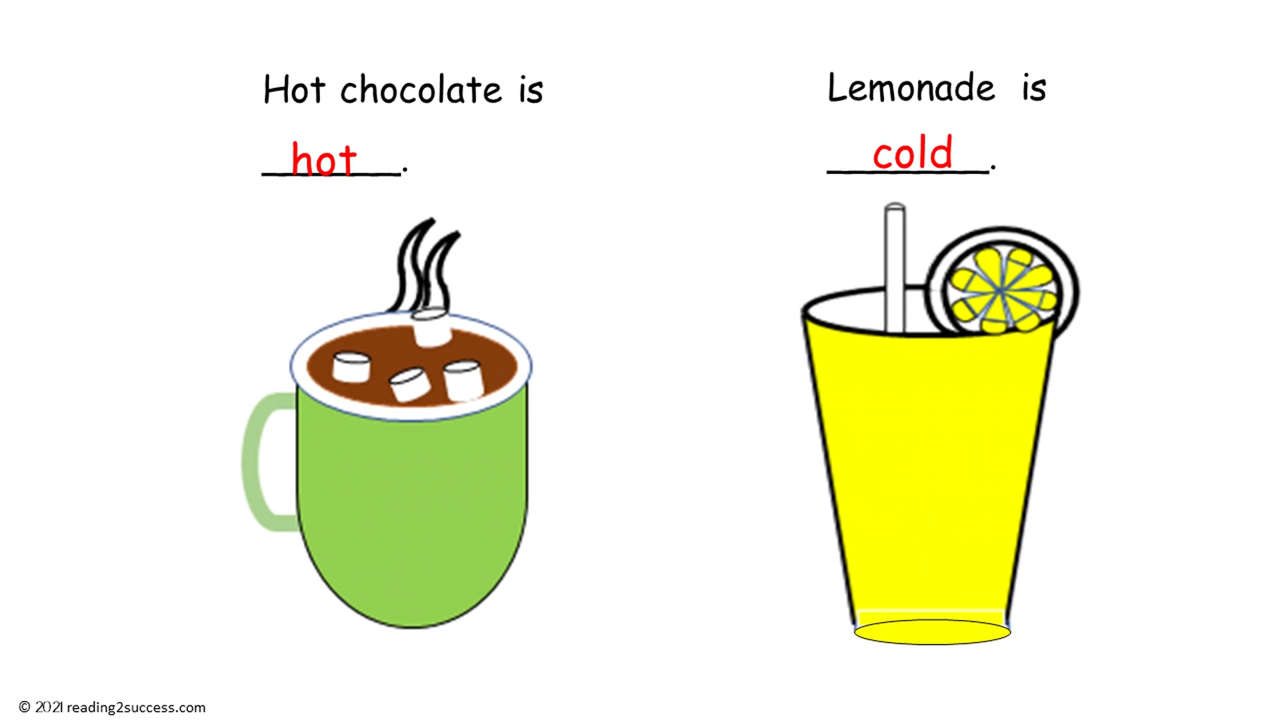 Hot chocolate is
hot.
Lemonade is
cold.
© 2021 reading2success.com